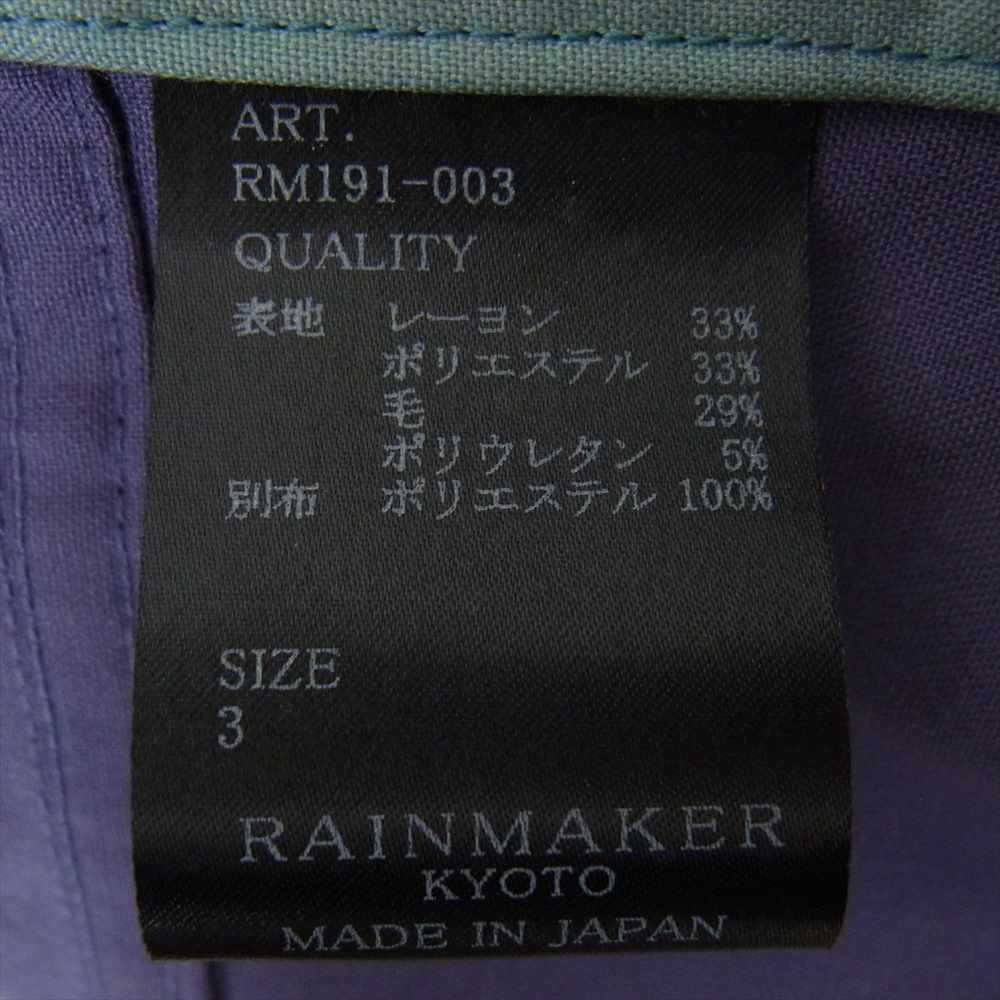 ART.
RM191-003
QUALITY
表地 レーヨン 33%
ポリエステル 33%
毛 29%
ポリウレタン 5%
別布 ポリエステル 100%
SIZE
3
RAINMAKER
KYOTO
MADE IN JAPAN